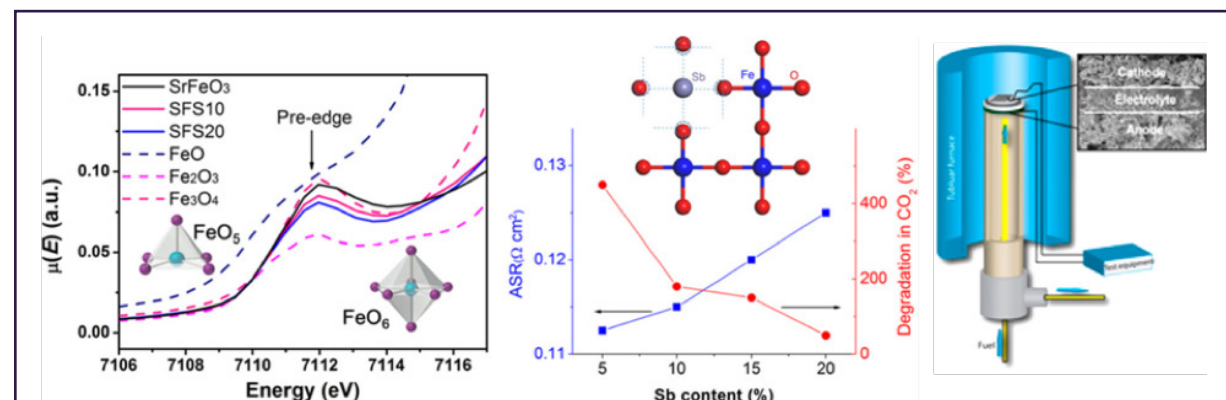 0.15
0.10
0.05
0.00
μ(E) (a.u.)
SrFeO₃
SFS10
SFS20
FeO
Fe₂O₃
Fe₃O₄
Pre-edge
FeO₅
FeO₆
7106 7108 7110 7112 7114 7116
Energy (eV)
Sb
Fe
O
0.13
0.12
0.11
ASR(Ω cm²)
400
200
0
Degradation in CO₂ (%)
5 10 15 20
Sb content (%)
Cathode
Electrolyte
Anode
Tubluar furnace
Test equipment
Fuel